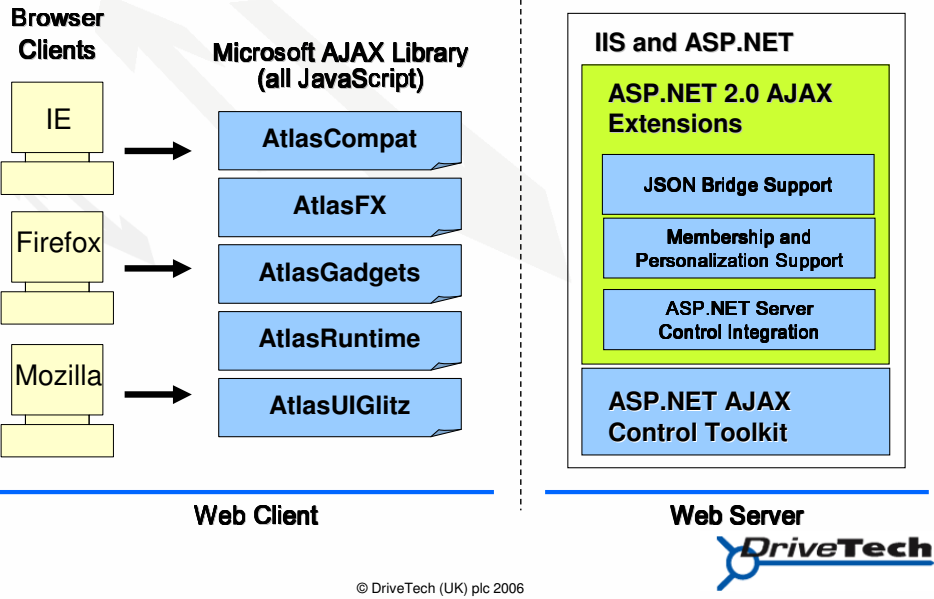 Browser
Clients
IE
Firefox
Mozilla
Microsoft AJAX Library
(all JavaScript)
AtlasCompat
AtlasFX
AtlasGadgets
AtlasRuntime
AtlasUIGlitz
Web Client
IIS and ASP.NET
ASP.NET 2.0 AJAX
Extensions
JSON Bridge Support
Membership and
Personalization Support
ASP.NET Server
Control Integration
ASP.NET AJAX
Control Toolkit
Web Server
DriveTech
© DriveTech (UK) plc 2006